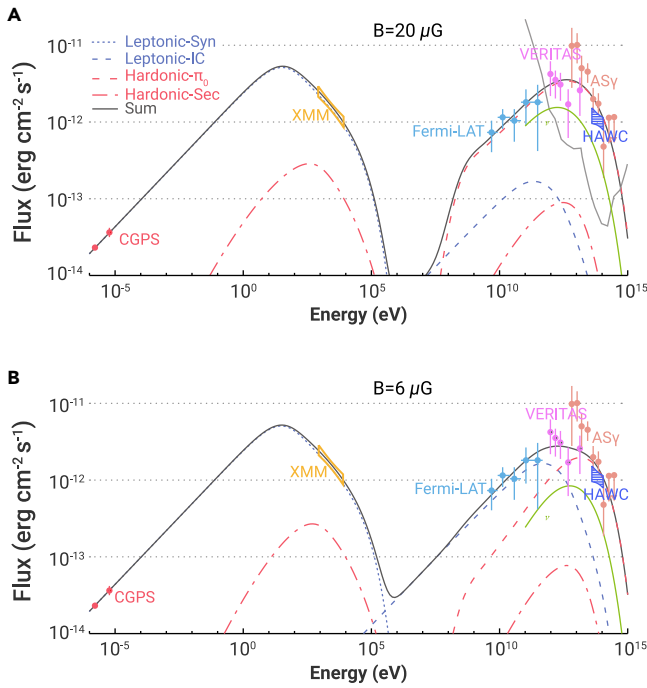 A
B=20 μG
Leptonic-Syn
Leptonic-IC
Hardonic-π₀
Hardonic-Sec
Sum
XMM
CGPS
Fermi-LAT
VERITAS
ASγ
HAWC
ν
Flux (erg cm⁻² s⁻¹)
10⁻¹¹
10⁻¹²
10⁻¹³
10⁻¹⁴
10⁻⁵ 10⁰ 10⁵ 10¹⁰ 10¹⁵
Energy (eV)
B
B=6 μG
XMM
CGPS
Fermi-LAT
VERITAS
ASγ
HAWC
ν
Flux (erg cm⁻² s⁻¹)
10⁻¹¹
10⁻¹²
10⁻¹³
10⁻¹⁴
10⁻⁵ 10⁰ 10⁵ 10¹⁰ 10¹⁵
Energy (eV)